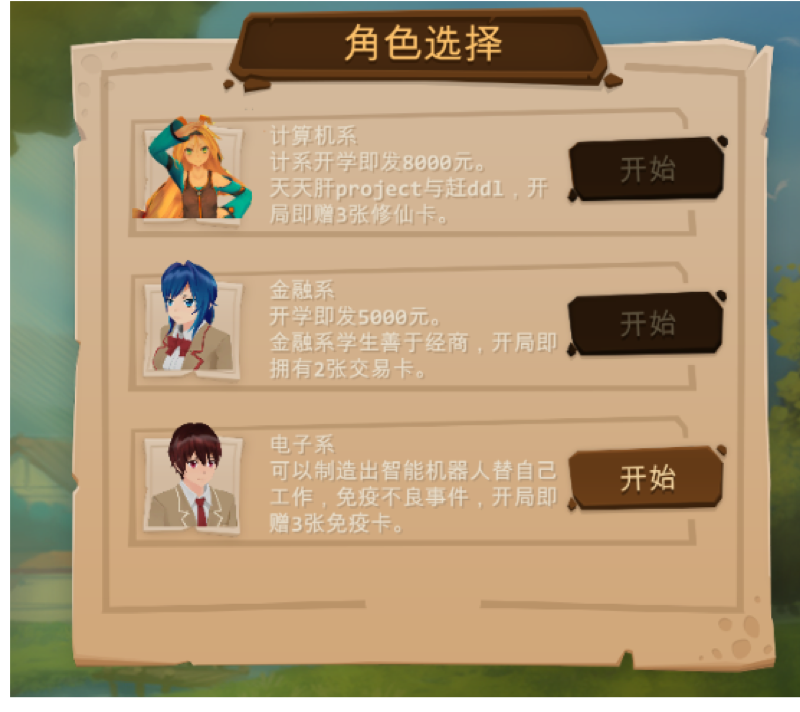 角色选择
计算机系
计系开学即发8000元。
天天肝project与赶ddl，开
局即赠3张修仙卡。
开始
金融系
开学即发5000元。
金融系学生善于经商，开局即
拥有2张交易卡。
开始
电子系
可以制造出智能机器人替自己
工作，免疫不良事件，开局即
赠3张免疫卡。
开始